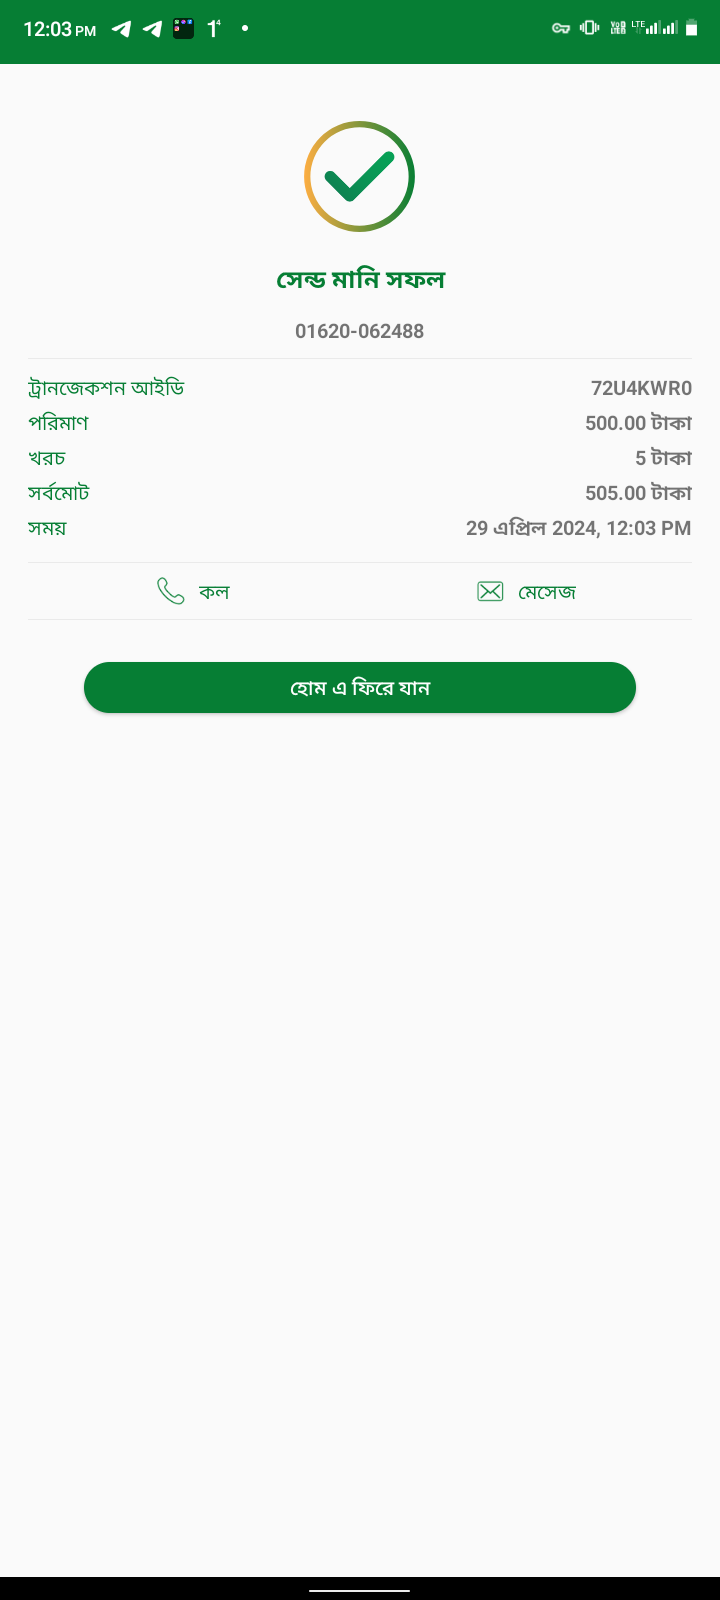 12:03 PM
LTE
সেন্ড মানি সফল
01620-062488
ট্রানজেকশন আইডি 72U4KWR0
পরিমাণ 500.00 টাকা
খরচ 5 টাকা
সর্বমোট 505.00 টাকা
সময় 29 এপ্রিল 2024, 12:03 PM
কল মেসেজ
হোম এ ফিরে যান